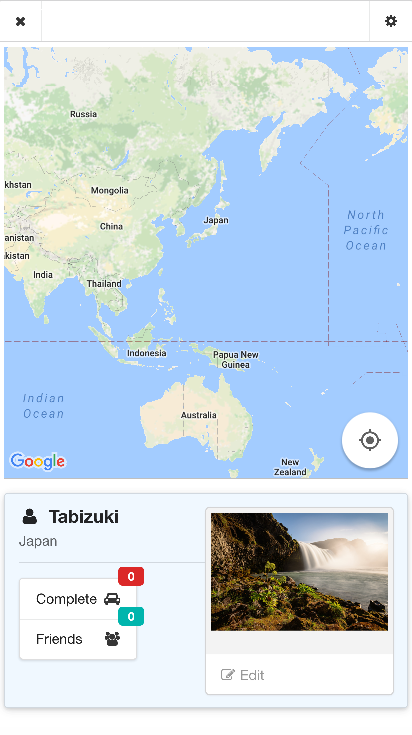 Russia
khstan
Mongolia
Japan
North
Pacific
Ocean
China
anistan
kistan
India
Thailand
Indonesia
Papua New
Guinea
Indian
Ocean
Australia
New
Zealand
Google
Tabizuki
Japan
0
Complete
0
Friends
Edit